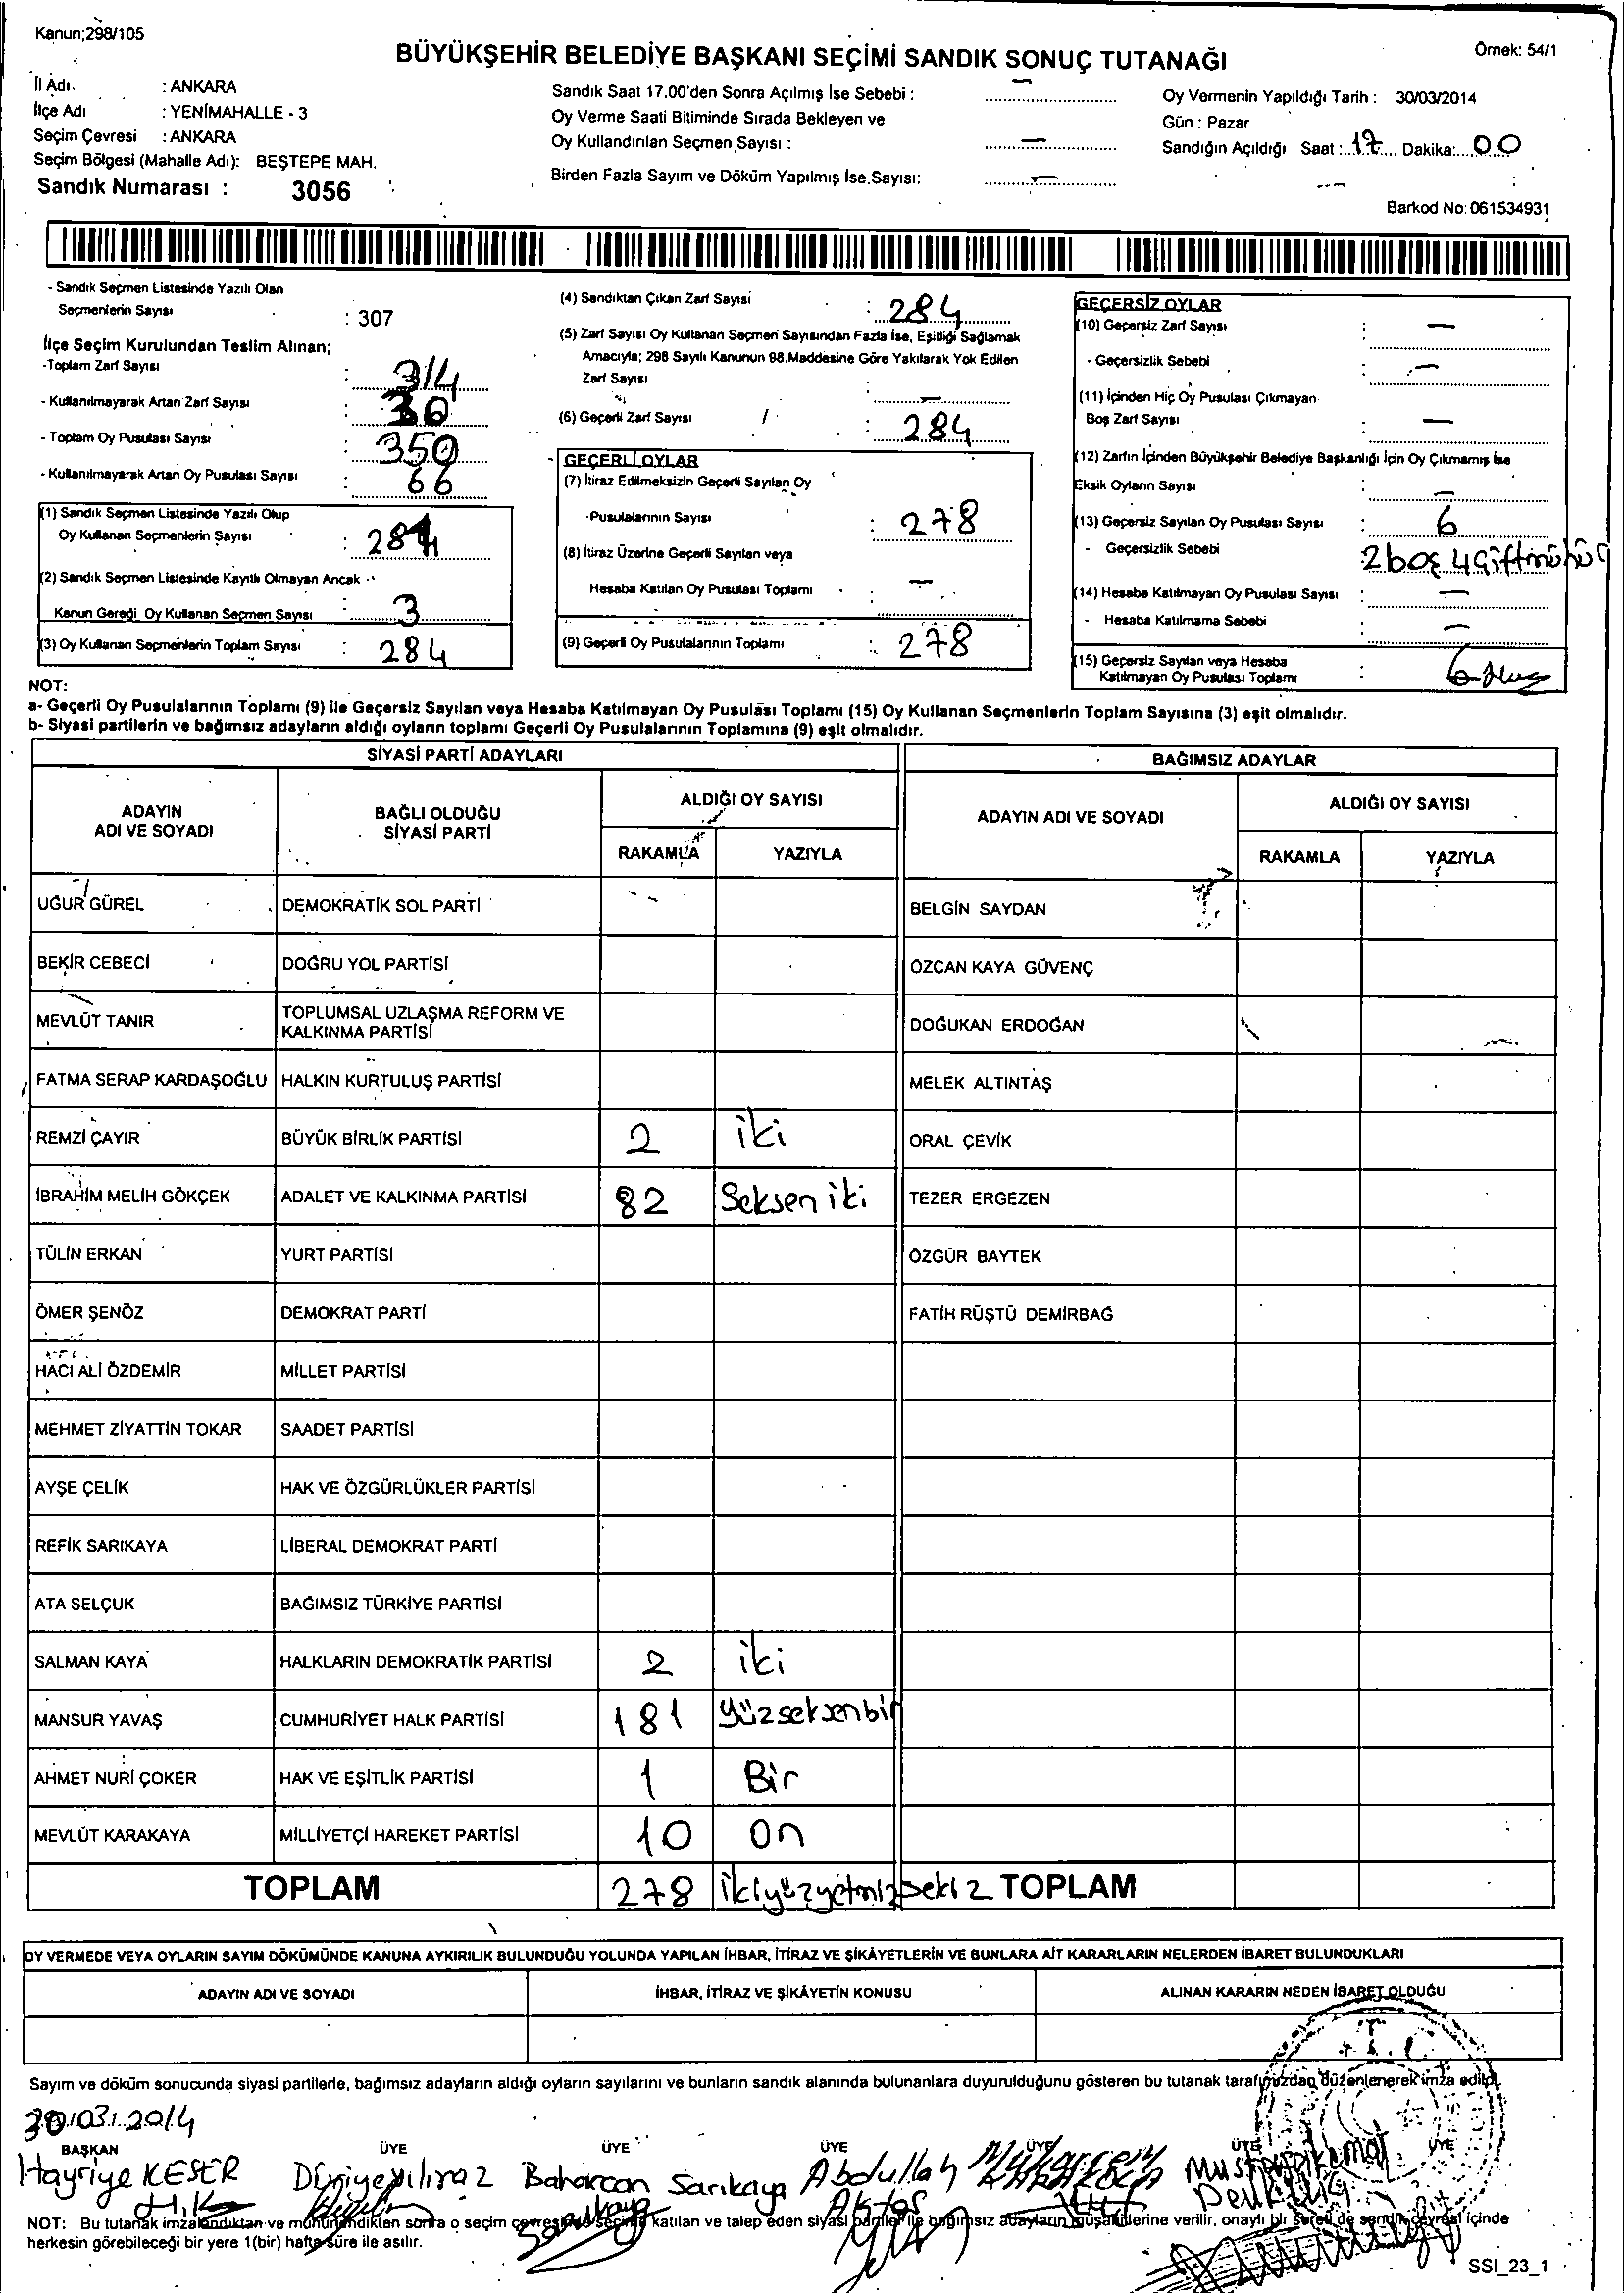 Kanun;298/105
BÜYÜKŞEHİR BELEDİYE BAŞKANI SEÇİMİ SANDIK SONUÇ TUTANAĞI
Örnek: 54/1
İl Adı : ANKARA
İlçe Adı : YENİMAHALLE - 3
Seçim Çevresi : ANKARA
Seçim Bölgesi (Mahalle Adı): BEŞTEPE MAH.
Sandık Numarası : 3056
Sandık Saat 17.00'den Sonra Açılmış İse Sebebi : —
Oy Verme Saati Bitiminde Sırada Bekleyen ve
Oy Kullandırılan Seçmen Sayısı : —
Birden Fazla Sayım ve Döküm Yapılmış İse Sayısı: —
Oy Vermenin Yapıldığı Tarih : 30/03/2014
Gün : Pazar
Sandığın Açıldığı Saat : 17 Dakika: 00
Barkod No: 061534931
- Sandık Seçmen Listesinde Yazılı Olan
Seçmenlerin Sayısı : 307
İlçe Seçim Kurulundan Teslim Alınan;
-Toplam Zarf Sayısı : 314
- Kullanılmayarak Artan Zarf Sayısı : 30
- Toplam Oy Pusulası Sayısı : 350
- Kullanılmayarak Artan Oy Pusulası Sayısı : 66
(1) Sandık Seçmen Listesinde Yazılı Olup
Oy Kullanan Seçmenlerin Sayısı :
(2) Sandık Seçmen Listesinde Kayıtlı Olmayan Ancak
Kanun Gereği Oy Kullanan Seçmen Sayısı : 3
(3) Oy Kullanan Seçmenlerin Toplam Sayısı : 284
(4) Sandıktan Çıkan Zarf Sayısı : 284
(5) Zarf Sayısı Oy Kullanan Seçmen Sayısından Fazla İse, Eşitliği Sağlamak
Amacıyla; 298 Sayılı Kanunun 98.Maddesine Göre Yakılarak Yok Edilen
Zarf Sayısı : —
(6) Geçerli Zarf Sayısı : 284
GEÇERLİ OYLAR
(7) İtiraz Edilmeksizin Geçerli Sayılan Oy
-Pusulalarının Sayısı : 278
(8) İtiraz Üzerine Geçerli Sayılan veya
Hesaba Katılan Oy Pusulası Toplamı : —
(9) Geçerli Oy Pusulalarının Toplamı : 278
GEÇERSİZ OYLAR
(10) Geçersiz Zarf Sayısı : —
- Geçersizlik Sebebi : —
(11) İçinden Hiç Oy Pusulası Çıkmayan
Boş Zarf Sayısı : —
(12) Zarfın İçinden Büyükşehir Belediye Başkanlığı İçin Oy Çıkmamış İse
Eksik Oyların Sayısı : —
(13) Geçersiz Sayılan Oy Pusulası Sayısı : 6
- Geçersizlik Sebebi 2 boş 4 çift mühür
(14) Hesaba Katılmayan Oy Pusulası Sayısı : —
- Hesaba Katılmama Sebebi : —
(15) Geçersiz Sayılan veya Hesaba
Katılmayan Oy Pusulası Toplamı : 6
NOT:
a- Geçerli Oy Pusulalarının Toplamı (9) ile Geçersiz Sayılan veya Hesaba Katılmayan Oy Pusulası Toplamı (15) Oy Kullanan Seçmenlerin Toplam Sayısına (3) eşit olmalıdır.
b- Siyasi partilerin ve bağımsız adayların aldığı oyların toplamı Geçerli Oy Pusulalarının Toplamına (9) eşit olmalıdır.
SİYASİ PARTİ ADAYLARI
BAĞIMSIZ ADAYLAR
ADAYIN ADI VE SOYADI
BAĞLI OLDUĞU SİYASİ PARTİ
ALDIĞI OY SAYISI
RAKAMLA YAZIYLA
ADAYIN ADI VE SOYADI
ALDIĞI OY SAYISI
RAKAMLA YAZIYLA
UĞUR GÜREL DEMOKRATİK SOL PARTİ BELGİN SAYDAN
BEKİR CEBECİ DOĞRU YOL PARTİSİ ÖZCAN KAYA GÜVENÇ
MEVLÜT TANIR TOPLUMSAL UZLAŞMA REFORM VE KALKINMA PARTİSİ DOĞUKAN ERDOĞAN
FATMA SERAP KARDAŞOĞLU HALKIN KURTULUŞ PARTİSİ MELEK ALTINTAŞ
REMZİ ÇAYIR BÜYÜK BİRLİK PARTİSİ 2 iki ORAL ÇEVİK
İBRAHİM MELİH GÖKÇEK ADALET VE KALKINMA PARTİSİ 82 Seksen iki TEZER ERGEZEN
TÜLİN ERKAN YURT PARTİSİ ÖZGÜR BAYTEK
ÖMER ŞENÖZ DEMOKRAT PARTİ FATİH RÜŞTÜ DEMİRBAĞ
HACI ALİ ÖZDEMİR MİLLET PARTİSİ
MEHMET ZİYATTİN TOKAR SAADET PARTİSİ
AYŞE ÇELİK HAK VE ÖZGÜRLÜKLER PARTİSİ
REFİK SARIKAYA LİBERAL DEMOKRAT PARTİ
ATA SELÇUK BAĞIMSIZ TÜRKİYE PARTİSİ
SALMAN KAYA HALKLARIN DEMOKRATİK PARTİSİ 2 iki
MANSUR YAVAŞ CUMHURİYET HALK PARTİSİ 181 yüzseksenbir
AHMET NURİ ÇOKER HAK VE EŞİTLİK PARTİSİ 1 Bir
MEVLÜT KARAKAYA MİLLİYETÇİ HAREKET PARTİSİ 10 On
TOPLAM 278 ikiyüzyetmişsekiz TOPLAM
OY VERMEDE VEYA OYLARIN SAYIM DÖKÜMÜNDE KANUNA AYKIRILIK BULUNDUĞU YOLUNDA YAPILAN İHBAR, İTİRAZ VE ŞİKÂYETLERİN VE BUNLARA AİT KARARLARIN NELERDEN İBARET BULUNDUKLARI
ADAYIN ADI VE SOYADI İHBAR, İTİRAZ VE ŞİKÂYETİN KONUSU ALINAN KARARIN NEDEN İBARET OLDUĞU
T.C.
Sayım ve döküm sonucunda siyasi partilerle, bağımsız adayların aldığı oyların sayılarını ve bunların sandık alanında bulunanlara duyurulduğunu gösteren bu tutanak tarafımızdan düzenlenerek imza edildi.
30/03/2014
BAŞKAN ÜYE ÜYE ÜYE ÜYE ÜYE ÜYE
Hayriye KESER Dürriye Yılmaz Baharcan Sarıkaya Abdullah Aktaş Mustafa Kemal
NOT: Bu tutanak imzalandıktan ve mühürlendikten sonra o seçim çevresinde seçime katılan ve talep eden siyasi partiler ile bağımsız adayların müşahitlerine verilir, onaylı bir sureti de sandık çevresi içinde
herkesin görebileceği bir yere 1(bir) hafta süre ile asılır.
SSI_23_1